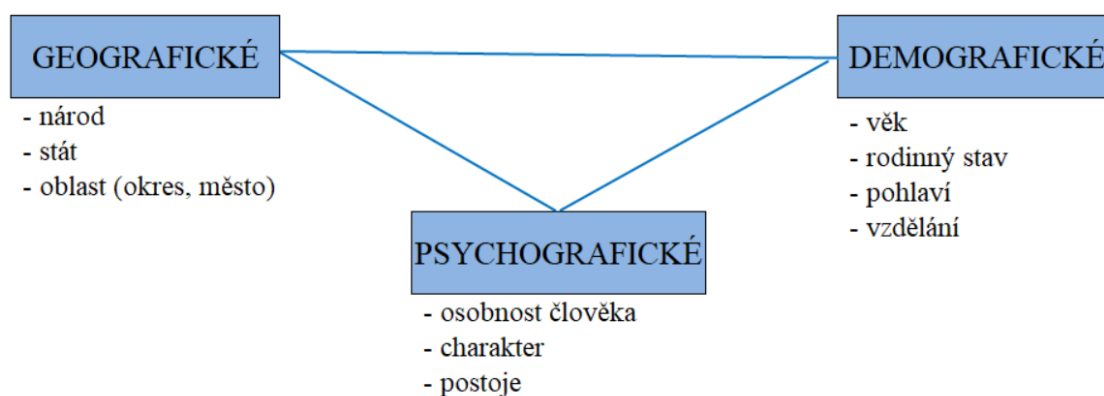 GEOGRAFICKÉ
- národ
- stát
- oblast (okres, město)
DEMOGRAFICKÉ
- věk
- rodinný stav
- pohlaví
- vzdělání
PSYCHOGRAFICKÉ
- osobnost člověka
- charakter
- postoje